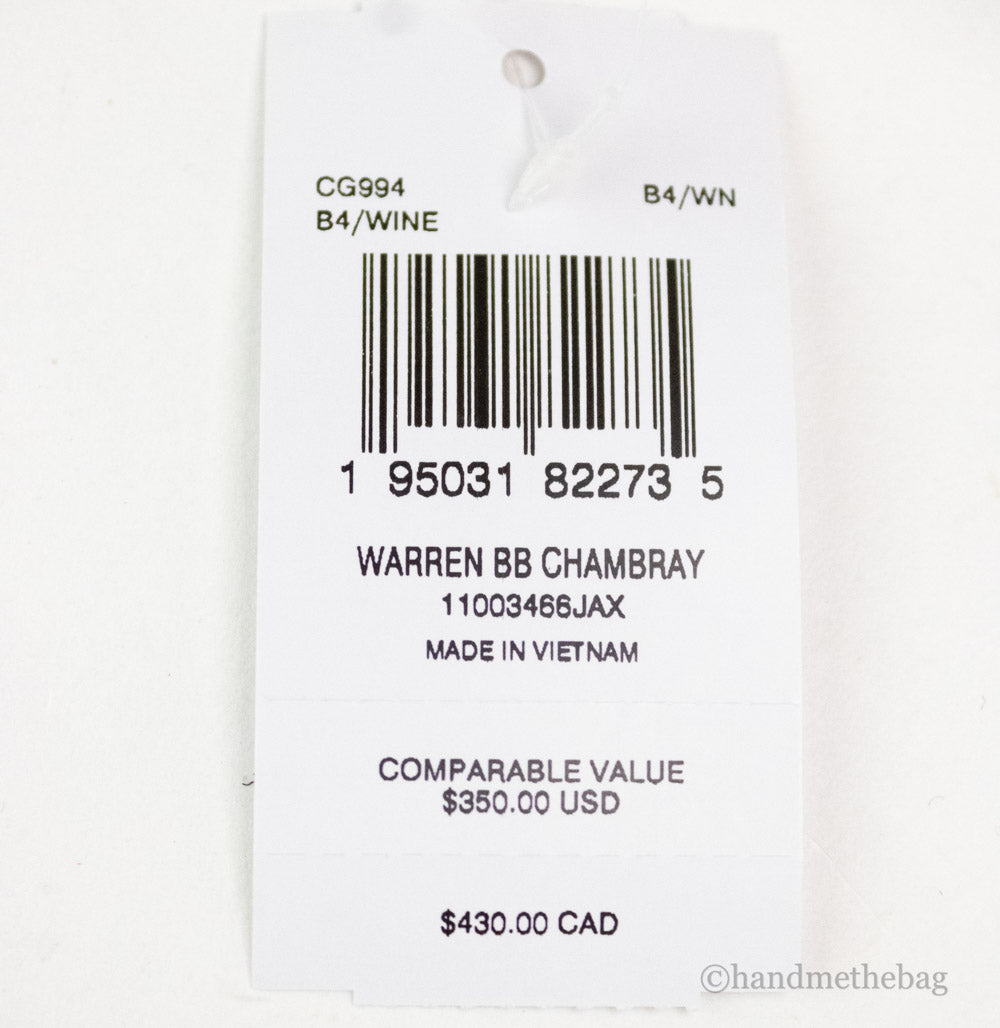 CG994 B4/WN
B4/WINE
1 95031 82273 5
WARREN BB CHAMBRAY
11003466JAX
MADE IN VIETNAM
COMPARABLE VALUE
$350.00 USD
$430.00 CAD
©handmethebag